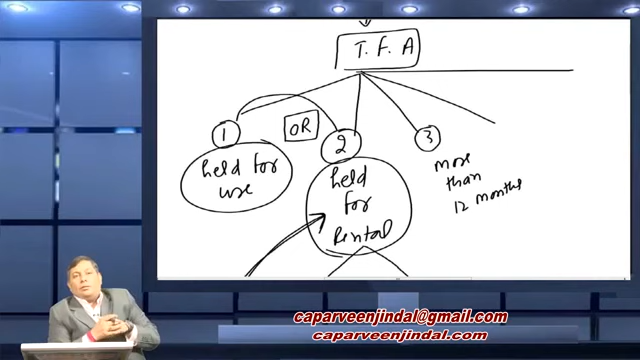 T. F. A
1
OR
2
3
held for
use
held
for
Rental
more
than
12 months
caparveenjindal@gmail.com
caparveenjindal.com